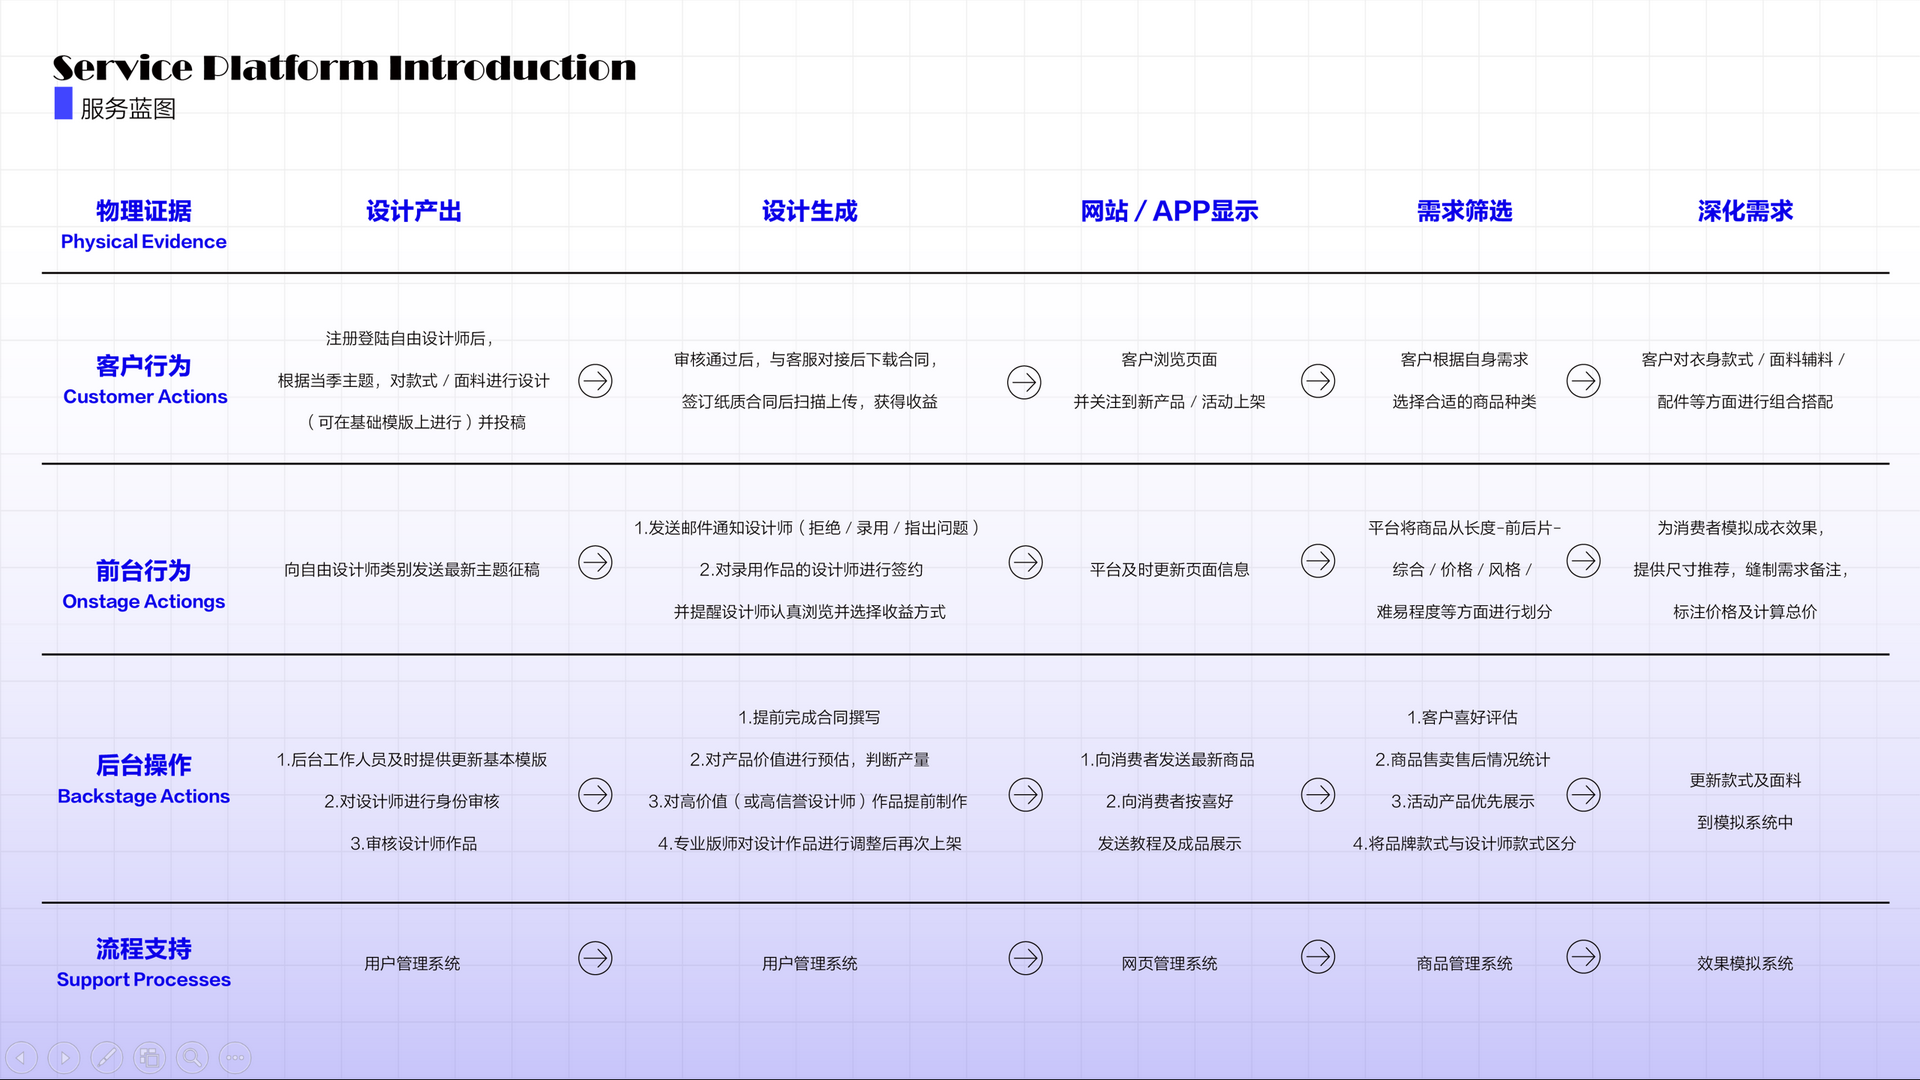 Service Platform Introduction
服务蓝图
物理证据
Physical Evidence
设计产出
设计生成
网站 / APP显示
需求筛选
深化需求
客户行为
Customer Actions
注册登陆自由设计师后，
根据当季主题，对款式 / 面料进行设计
（可在基础模版上进行）并投稿
审核通过后，与客服对接后下载合同，
签订纸质合同后扫描上传，获得收益
客户浏览页面
并关注到新产品 / 活动上架
客户根据自身需求
选择合适的商品种类
客户对衣身款式 / 面料辅料 /
配件等方面进行组合搭配
前台行为
Onstage Actiongs
向自由设计师类别发送最新主题征稿
1.发送邮件通知设计师（拒绝 / 录用 / 指出问题）
2.对录用作品的设计师进行签约
并提醒设计师认真浏览并选择收益方式
平台及时更新页面信息
平台将商品从长度-前后片-
综合 / 价格 / 风格 /
难易程度等方面进行划分
为消费者模拟成衣效果，
提供尺寸推荐，缝制需求备注，
标注价格及计算总价
后台操作
Backstage Actions
1.后台工作人员及时提供更新基本模版
2.对设计师进行身份审核
3.审核设计师作品
1.提前完成合同撰写
2.对产品价值进行预估，判断产量
3.对高价值（或高信誉设计师）作品提前制作
4.专业版师对设计作品进行调整后再次上架
1.向消费者发送最新商品
2.向消费者按喜好
发送教程及成品展示
1.客户喜好评估
2.商品售卖售后情况统计
3.活动产品优先展示
4.将品牌款式与设计师款式区分
更新款式及面料
到模拟系统中
流程支持
Support Processes
用户管理系统
用户管理系统
网页管理系统
商品管理系统
效果模拟系统